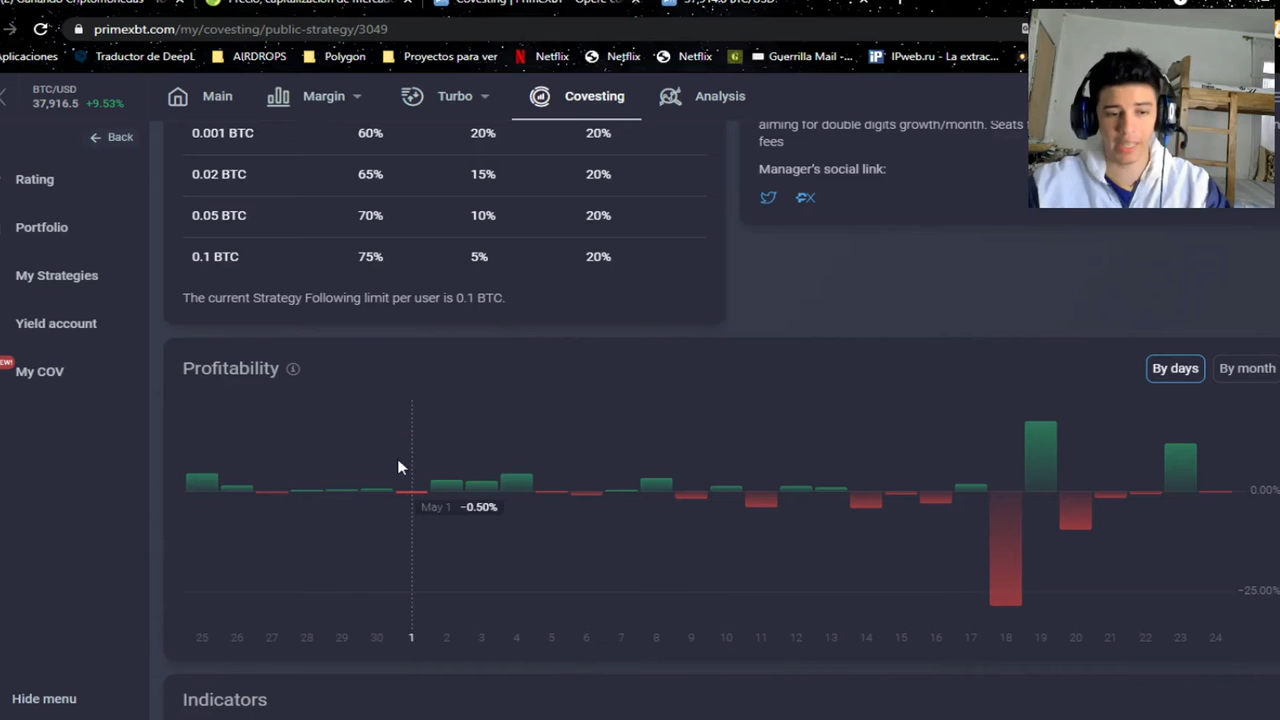 primexbt.com/my/covesting/public-strategy/3049
Traductor de DeepL AIRDROPS Polygon Proyectos para ver Netflix Netflix Netflix Guerrilla Mail -... IPweb.ru - La extrac...
BTC/USD
37,916.5 +9.53%
Main Margin Turbo Covesting Analysis
Back
Rating
Portfolio
My Strategies
Yield account
NEW!
My COV
Hide menu
0.001 BTC 60% 20% 20%
0.02 BTC 65% 15% 20%
0.05 BTC 70% 10% 20%
0.1 BTC 75% 5% 20%
The current Strategy Following limit per user is 0.1 BTC.
aiming for double digits growth/month. Seats
fees
Manager's social link:
Profitability
By days By month
May 1 −0.50%
0.00%
−25.00%
25 26 27 28 29 30 1 2 3 4 5 6 7 8 9 10 11 12 13 14 15 16 17 18 19 20 21 22 23 24
Indicators